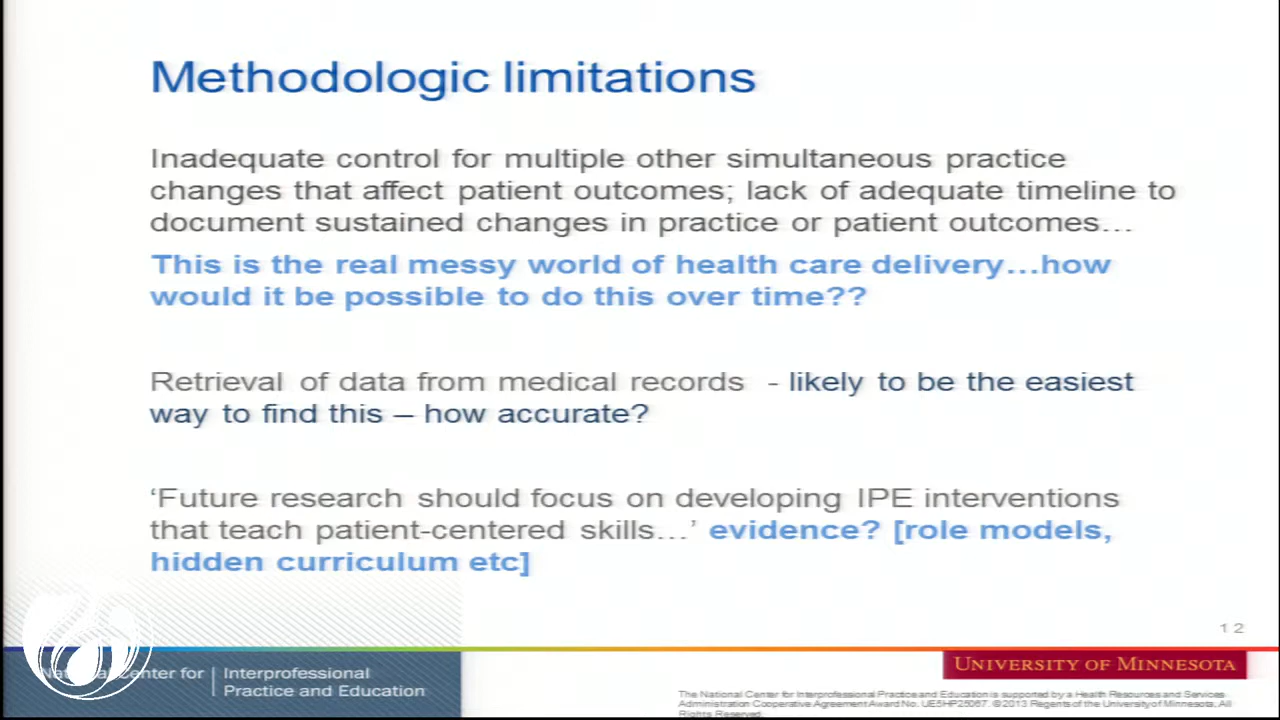 Methodologic limitations
Inadequate control for multiple other simultaneous practice
changes that affect patient outcomes; lack of adequate timeline to
document sustained changes in practice or patient outcomes…
This is the real messy world of health care delivery…how
would it be possible to do this over time??
Retrieval of data from medical records - likely to be the easiest
way to find this – how accurate?
‘Future research should focus on developing IPE interventions
that teach patient-centered skills…’ evidence? [role models,
hidden curriculum etc]
12
National Center for
Interprofessional
Practice and Education
UNIVERSITY OF MINNESOTA
The National Center for Interprofessional Practice and Education is supported by a Health Resources and Services
Administration Cooperative Agreement Award No. UE5HP25067. ©2013 Regents of the University of Minnesota, All
Rights Reserved.